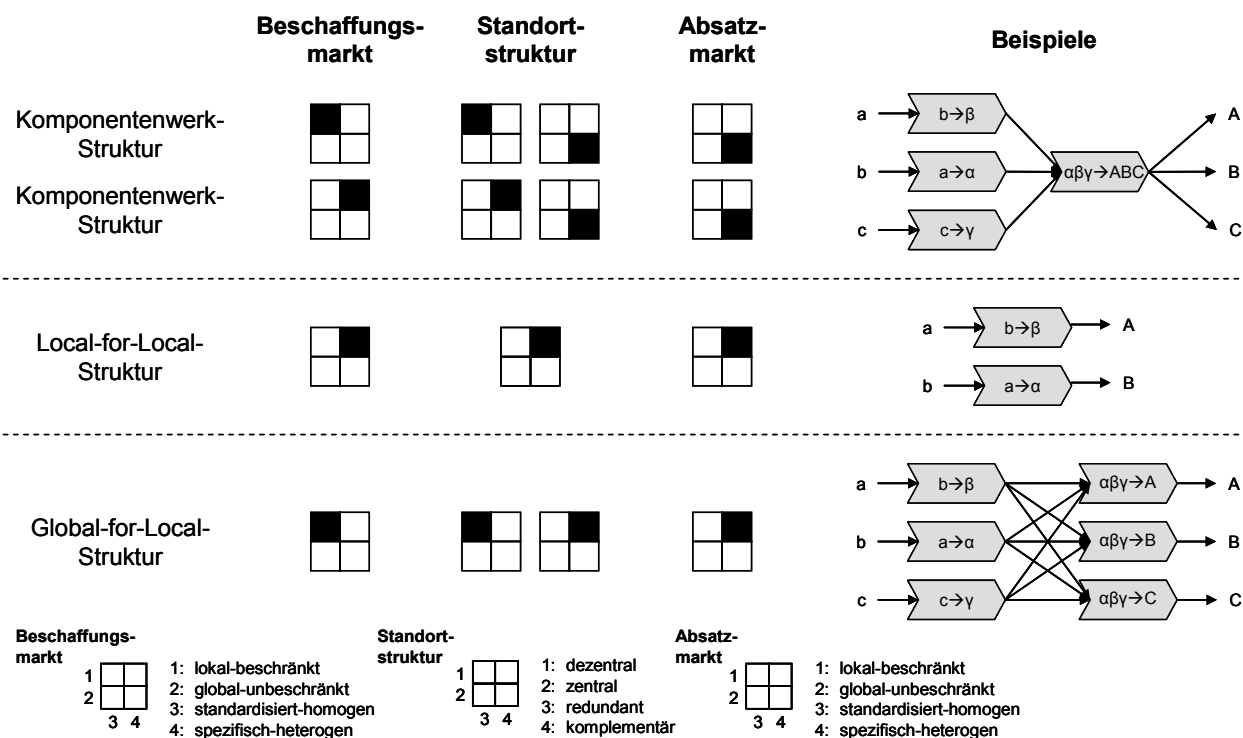 Beschaffungs-
markt
Standort-
struktur
Absatz-
markt
Beispiele
Komponentenwerk-
Struktur
a
b→β
A
b
a→α
αβγ→ABC
B
c
c→γ
C
Komponentenwerk-
Struktur
Local-for-Local-
Struktur
a
b→β
A
b
a→α
B
Global-for-Local-
Struktur
a
b→β
αβγ→A
A
b
a→α
αβγ→B
B
c
c→γ
αβγ→C
C
Beschaffungs-
markt
1
2
3 4
1: lokal-beschränkt
2: global-unbeschränkt
3: standardisiert-homogen
4: spezifisch-heterogen
Standort-
struktur
1
2
3 4
1: dezentral
2: zentral
3: redundant
4: komplementär
Absatz-
markt
1
2
3 4
1: lokal-beschränkt
2: global-unbeschränkt
3: standardisiert-homogen
4: spezifisch-heterogen